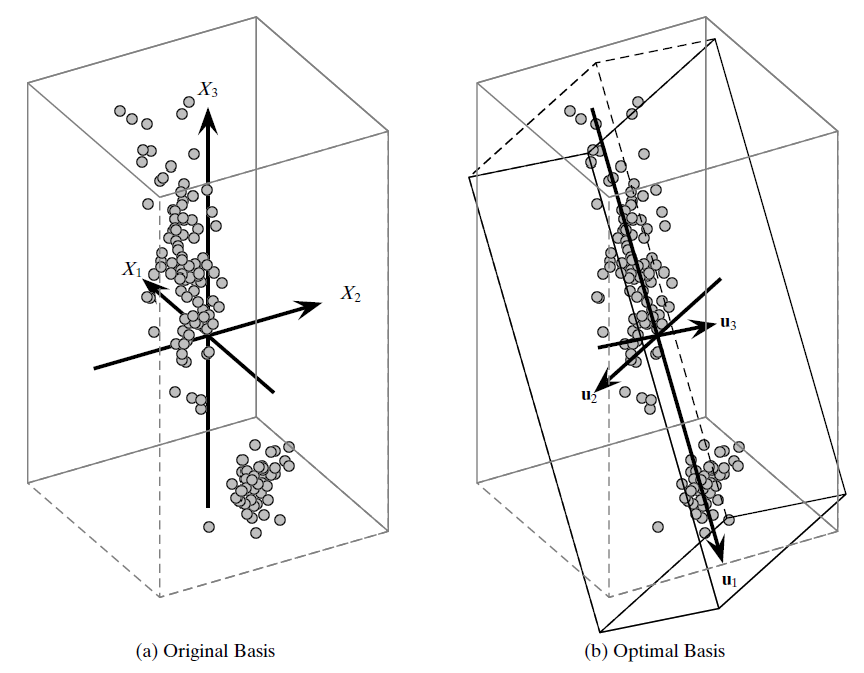 X3
X1
X2
(a) Original Basis
u3
u2
u1
(b) Optimal Basis